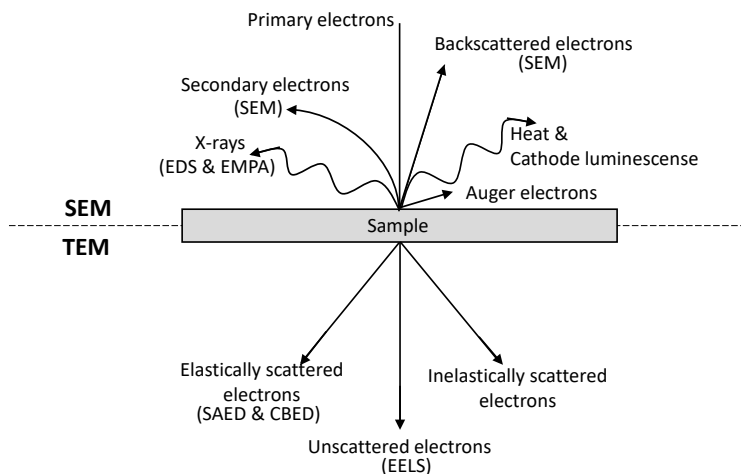 Primary electrons
Backscattered electrons
(SEM)
Secondary electrons
(SEM)
X-rays
(EDS & EMPA)
Heat &
Cathode luminescense
Auger electrons
SEM
Sample
TEM
Elastically scattered
electrons
(SAED & CBED)
Inelastically scattered
electrons
Unscattered electrons
(EELS)